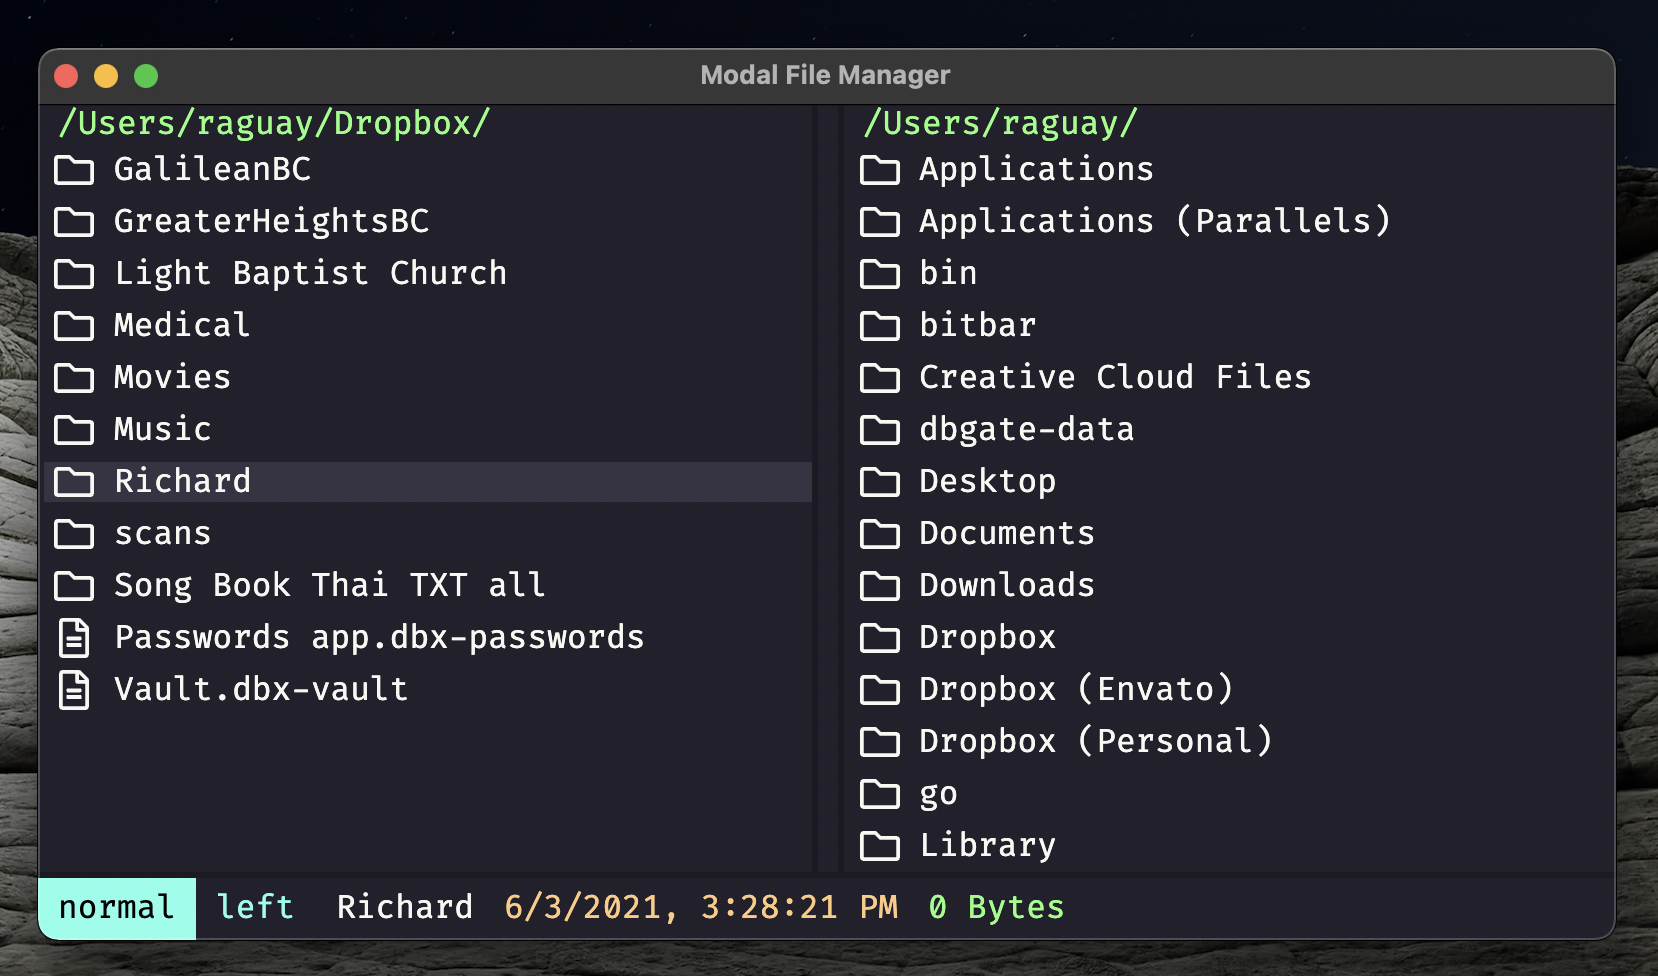 Modal File Manager
/Users/raguay/Dropbox/
GalileanBC
GreaterHeightsBC
Light Baptist Church
Medical
Movies
Music
Richard
scans
Song Book Thai TXT all
Passwords app.dbx-passwords
Vault.dbx-vault
/Users/raguay/
Applications
Applications (Parallels)
bin
bitbar
Creative Cloud Files
dbgate-data
Desktop
Documents
Downloads
Dropbox
Dropbox (Envato)
Dropbox (Personal)
go
Library
normal left Richard 6/3/2021, 3:28:21 PM 0 Bytes